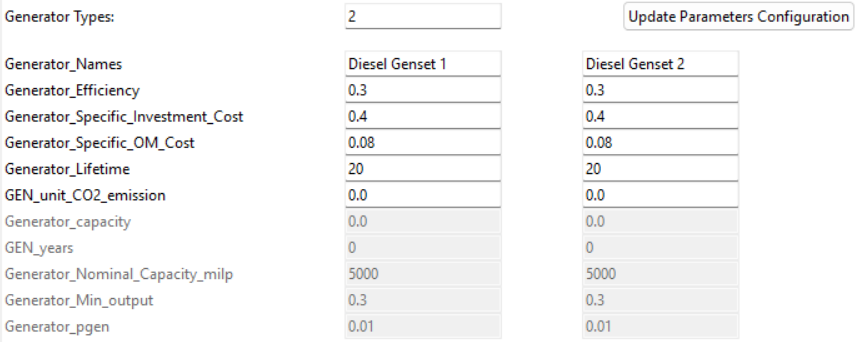 Generator Types: 2 Update Parameters Configuration
Generator_Names Diesel Genset 1 Diesel Genset 2
Generator_Efficiency 0.3 0.3
Generator_Specific_Investment_Cost 0.4 0.4
Generator_Specific_OM_Cost 0.08 0.08
Generator_Lifetime 20 20
GEN_unit_CO2_emission 0.0 0.0
Generator_capacity 0.0 0.0
GEN_years 0 0
Generator_Nominal_Capacity_milp 5000 5000
Generator_Min_output 0.3 0.3
Generator_pgen 0.01 0.01